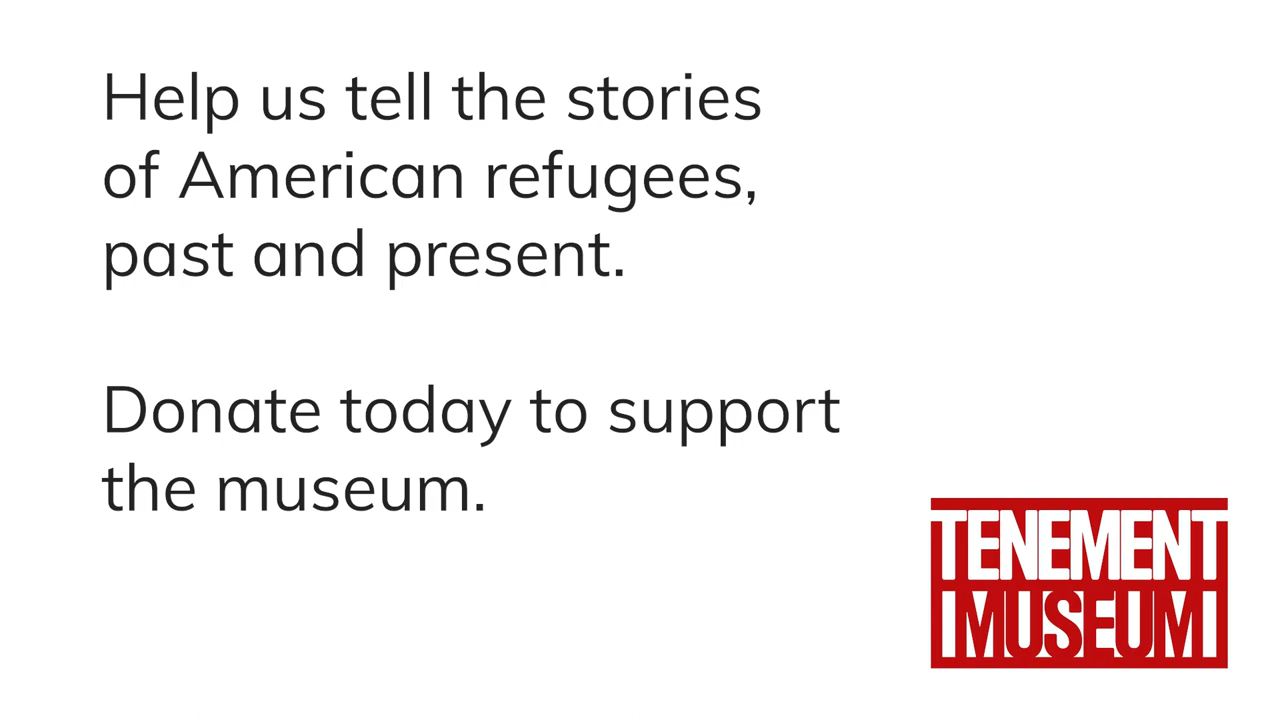 Help us tell the stories
of American refugees,
past and present.
Donate today to support
the museum.
TENEMENT
MUSEUM